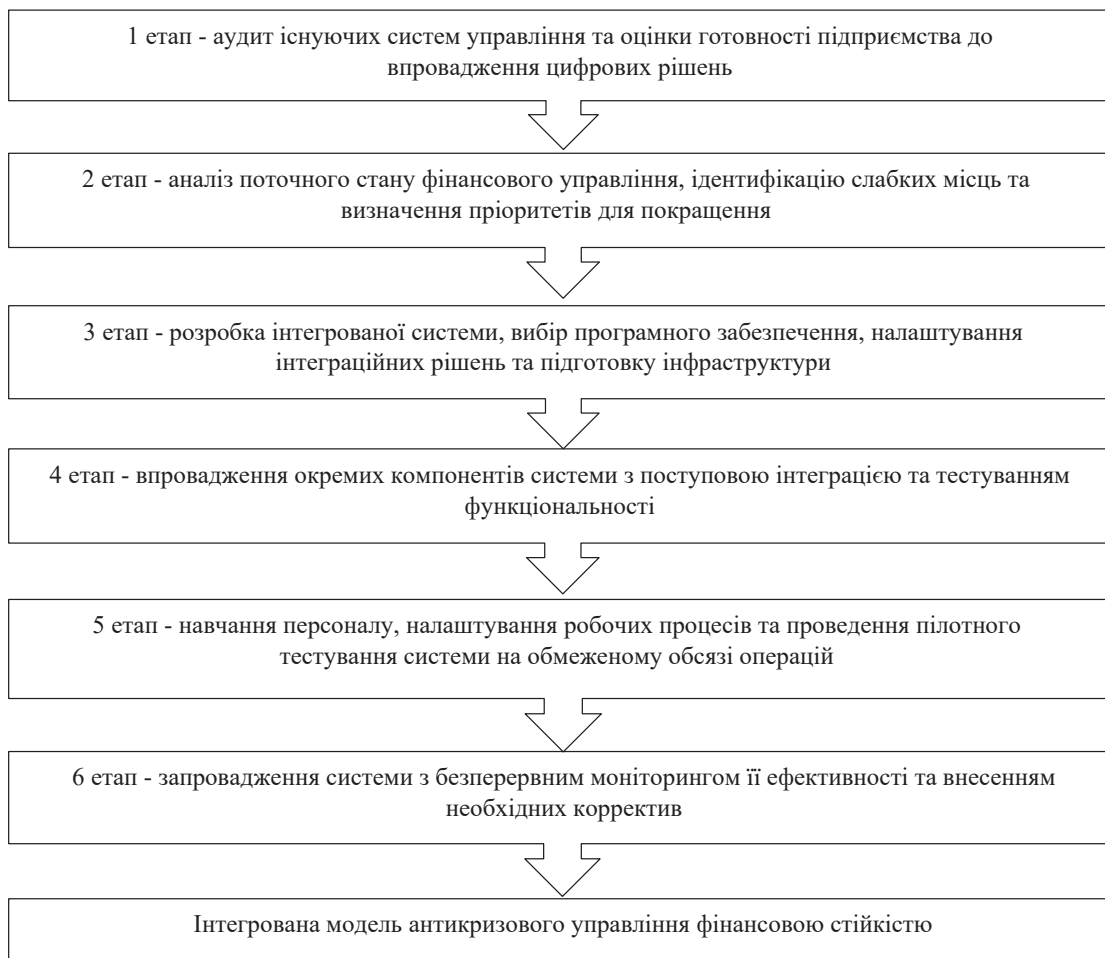 1 етап - аудит існуючих систем управління та оцінки готовності підприємства до
впровадження цифрових рішень
2 етап - аналіз поточного стану фінансового управління, ідентифікацію слабких місць та
визначення пріоритетів для покращення
3 етап - розробка інтегрованої системи, вибір програмного забезпечення, налаштування
інтеграційних рішень та підготовку інфраструктури
4 етап - впровадження окремих компонентів системи з поступовою інтеграцією та тестуванням
функціональності
5 етап - навчання персоналу, налаштування робочих процесів та проведення пілотного
тестування системи на обмеженому обсязі операцій
6 етап - запровадження системи з безперервним моніторингом її ефективності та внесенням
необхідних корректив
Інтегрована модель антикризового управління фінансовою стійкістю